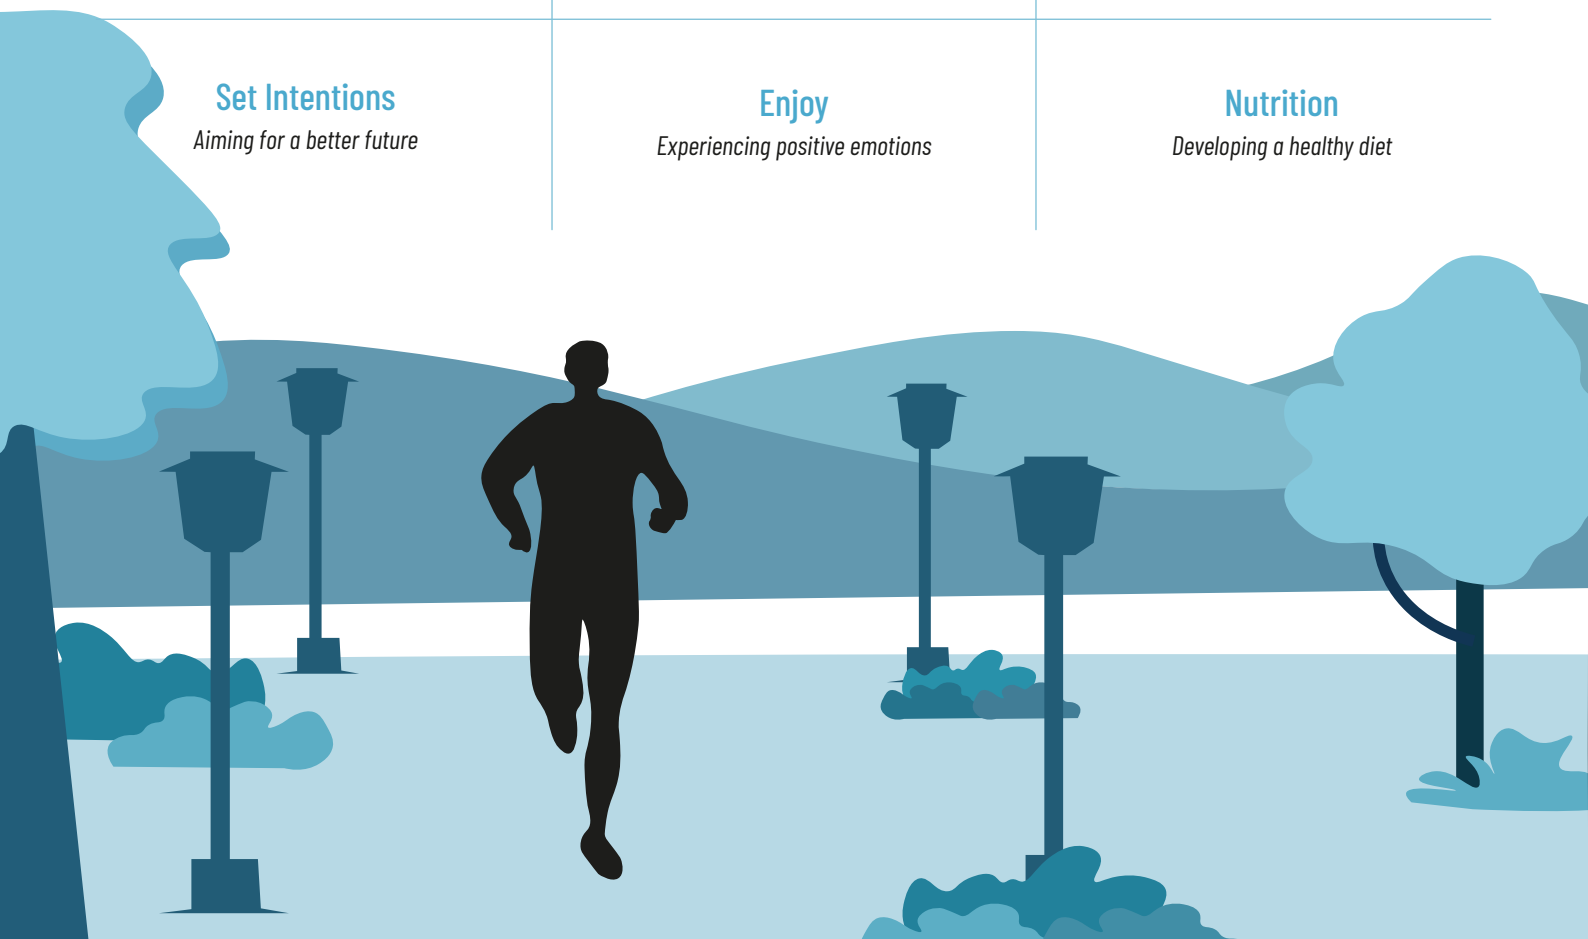 Set Intentions
Aiming for a better future
Enjoy
Experiencing positive emotions
Nutrition
Developing a healthy diet